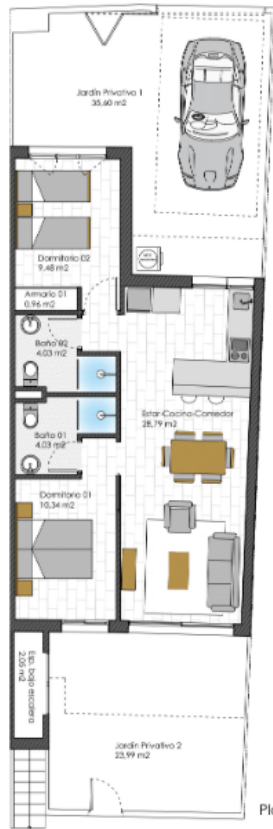 Jardín Privativo 1
35,60 m2
Dormitorio 02
9,48 m2
Armario 01
0,96 m2
Baño 02
4,03 m2
Estar-Cocina-Comedor
28,79 m2
Baño 01
4,03 m2
Dormitorio 01
10,34 m2
Esp. bajo escalera
2,05 m2
Jardín Privativo 2
23,99 m2
Pla